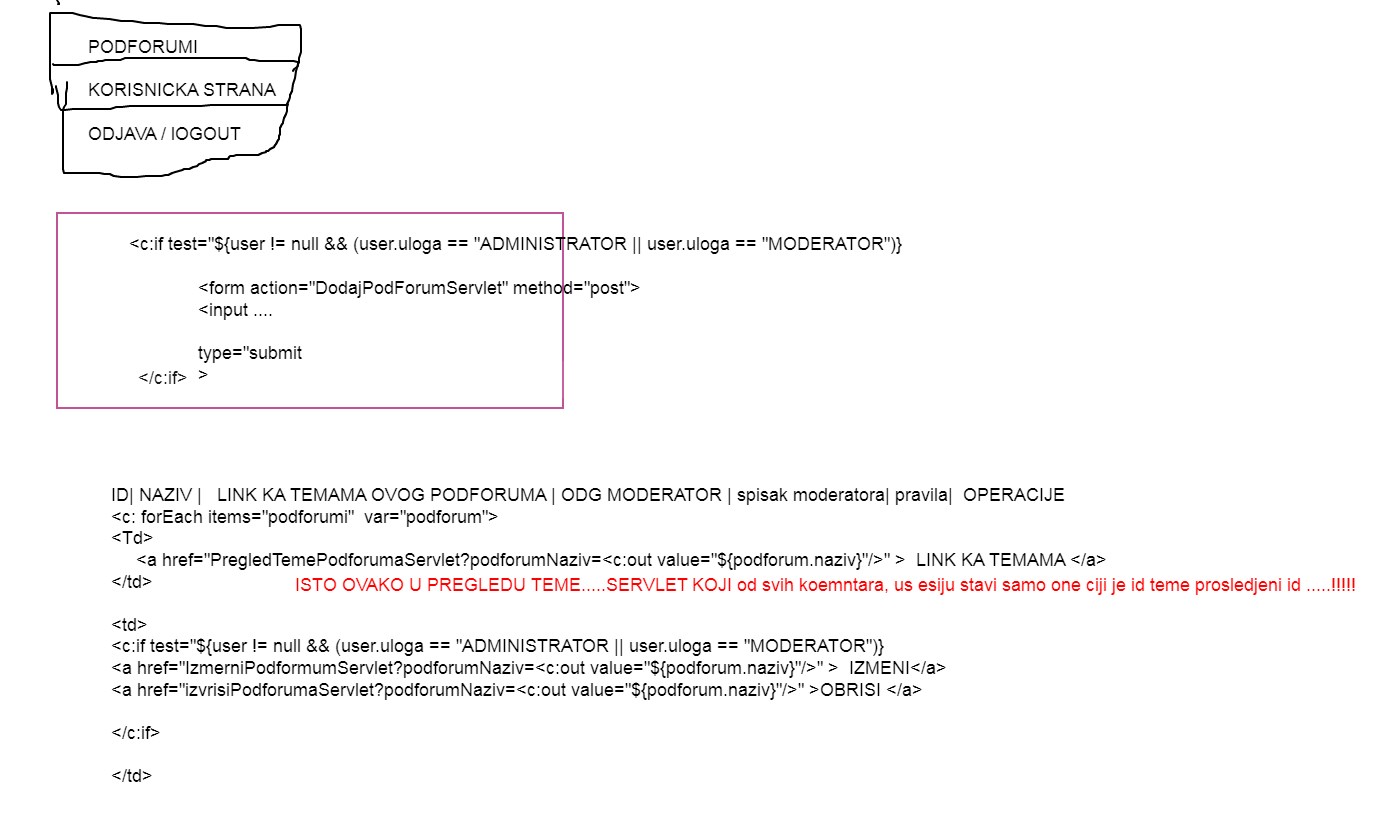 PODFORUMI
KORISNICKA STRANA
ODJAVA / lOGOUT
<c:if test="${user != null && (user.uloga == "ADMINISTRATOR || user.uloga == "MODERATOR")}
<form action="DodajPodForumServlet" method="post">
<input ....
type="submit
</c:if> >
ID| NAZIV | LINK KA TEMAMA OVOG PODFORUMA | ODG MODERATOR | spisak moderatora| pravila| OPERACIJE
<c: forEach items="podforumi" var="podforum">
<Td>
<a href="PregledTemePodforumaServlet?podforumNaziv=<c:out value="${podforum.naziv}"/>" > LINK KA TEMAMA </a>
</td> ISTO OVAKO U PREGLEDU TEME.....SERVLET KOJI od svih koemntara, us esiju stavi samo one ciji je id teme prosledjeni id .....!!!!!
<td>
<c:if test="${user != null && (user.uloga == "ADMINISTRATOR || user.uloga == "MODERATOR")}
<a href="IzmerniPodformumServlet?podforumNaziv=<c:out value="${podforum.naziv}"/>" > IZMENI</a>
<a href="izvrisiPodforumaServlet?podforumNaziv=<c:out value="${podforum.naziv}"/>" >OBRISI </a>
</c:if>
</td>